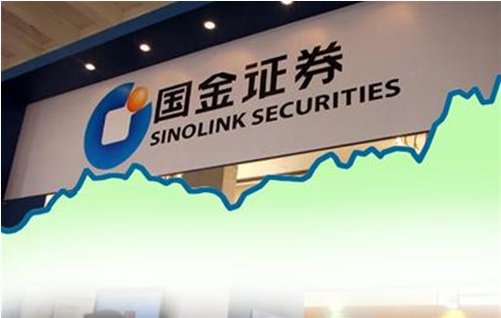 国金证券
SINOLINK SECURITIES